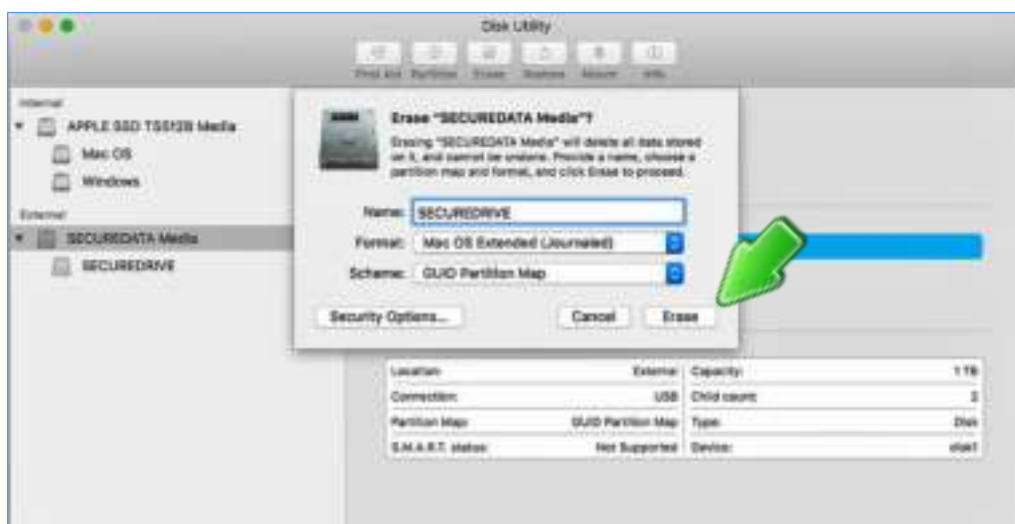 Disk Utility
First Aid Partition Erase Restore Mount Info
Internal
APPLE SSD TS512B Media
Mac OS
Windows
External
SECUREDATA Media
SECUREDRIVE
Erase "SECUREDATA Media"?
Erasing "SECUREDATA Media" will delete all data stored
on it, and cannot be undone. Provide a name, choose a
partition map and format, and click Erase to proceed.
Name: SECUREDRIVE
Format: Mac OS Extended (Journaled)
Scheme: GUID Partition Map
Security Options... Cancel Erase
Location: External Capacity: 1 TB
Connection: USB Child count: 2
Partition Map: GUID Partition Map Type: Disk
S.M.A.R.T. status: Not Supported Device: disk1